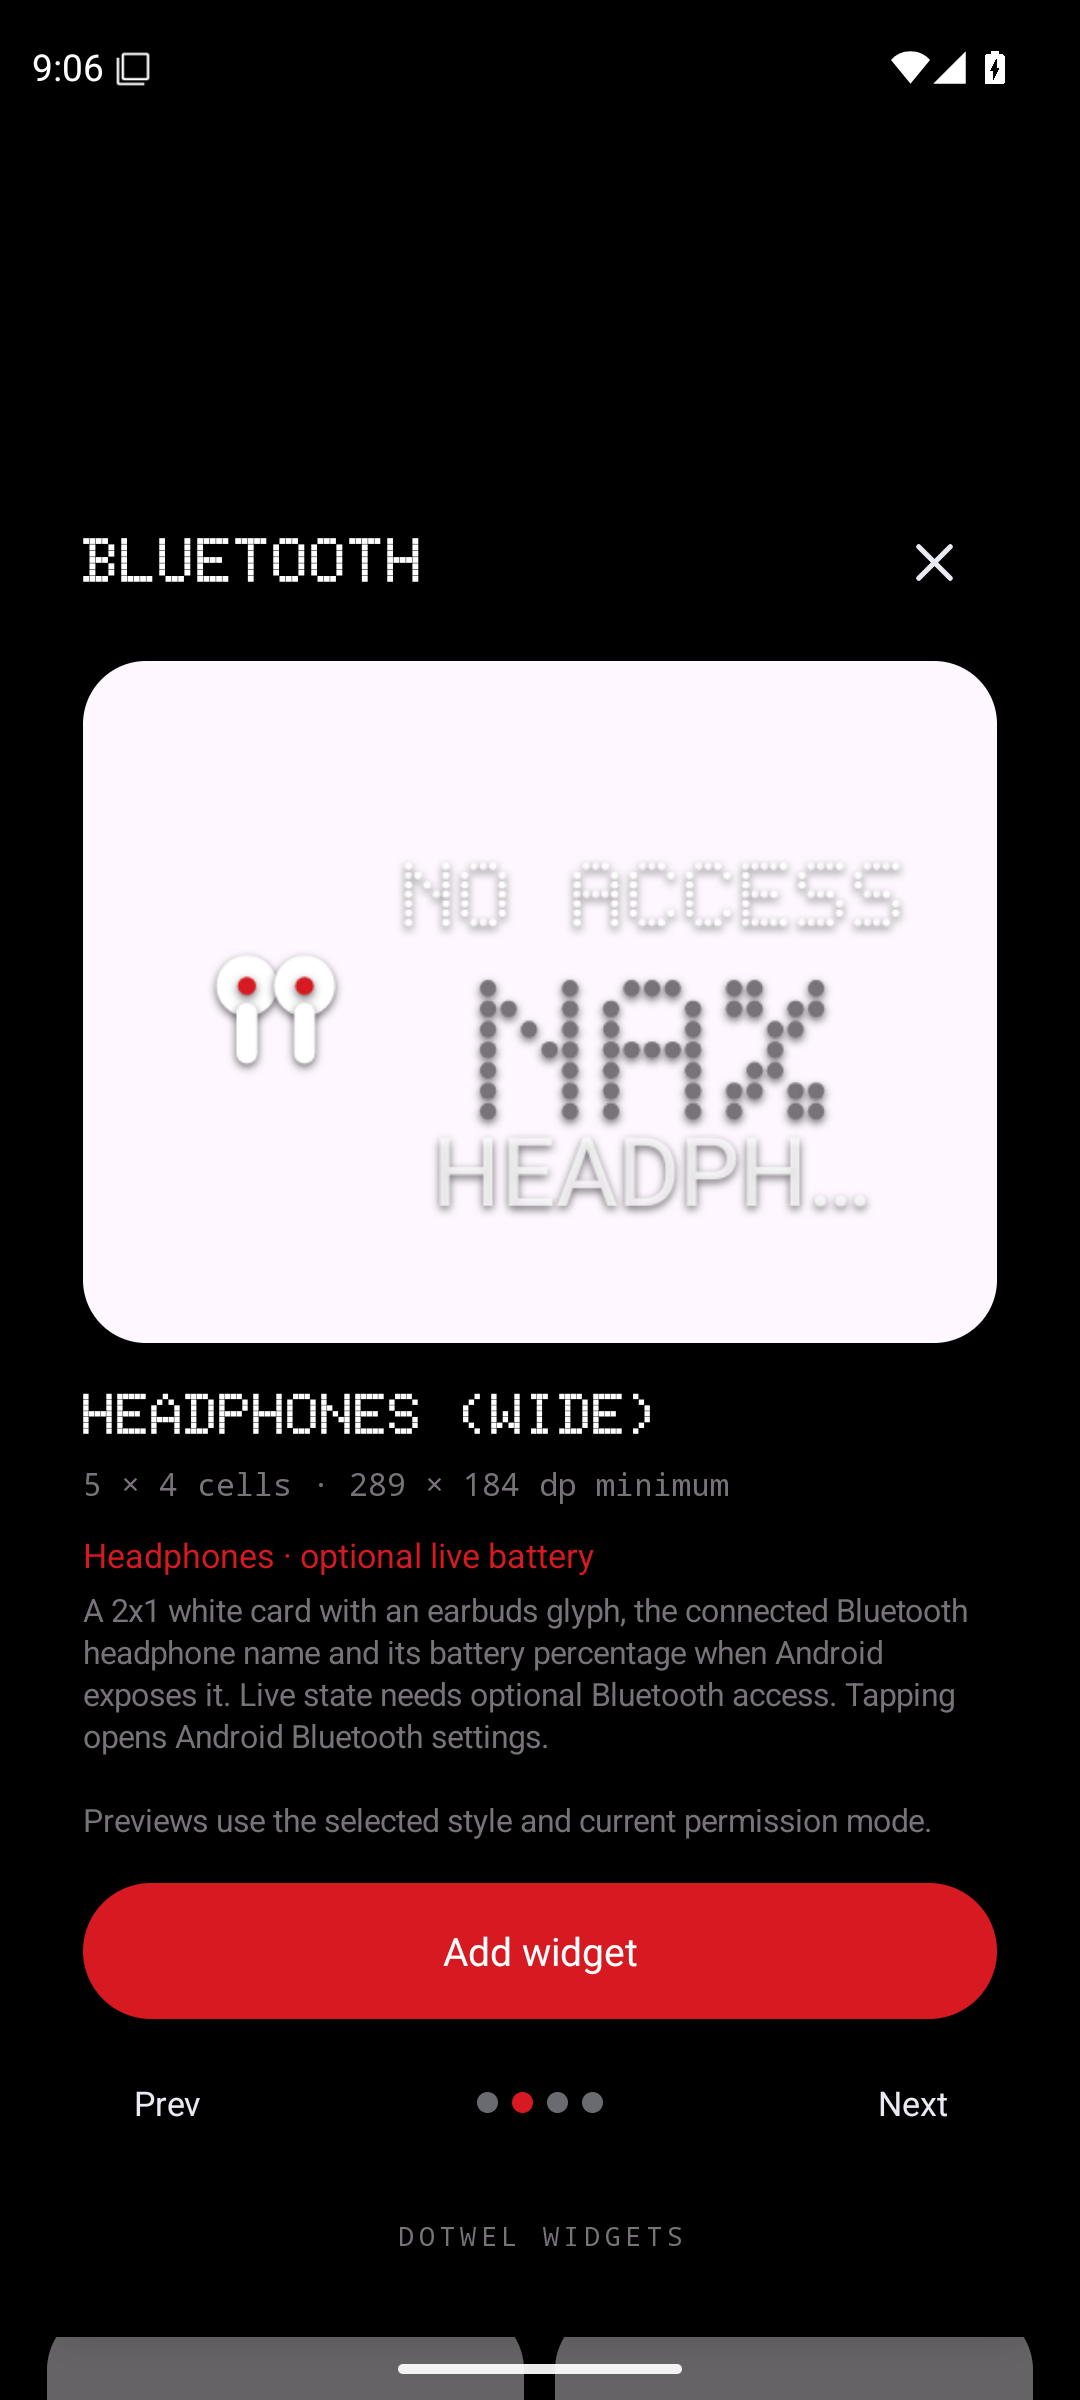 9:06
BLUETOOTH
NO ACCESS
NA%
HEADPH...
HEADPHONES (WIDE)
5 × 4 cells · 289 × 184 dp minimum
Headphones · optional live battery
A 2x1 white card with an earbuds glyph, the connected Bluetooth
headphone name and its battery percentage when Android
exposes it. Live state needs optional Bluetooth access. Tapping
opens Android Bluetooth settings.
Previews use the selected style and current permission mode.
Add widget
Prev
Next
DOTWEL WIDGETS